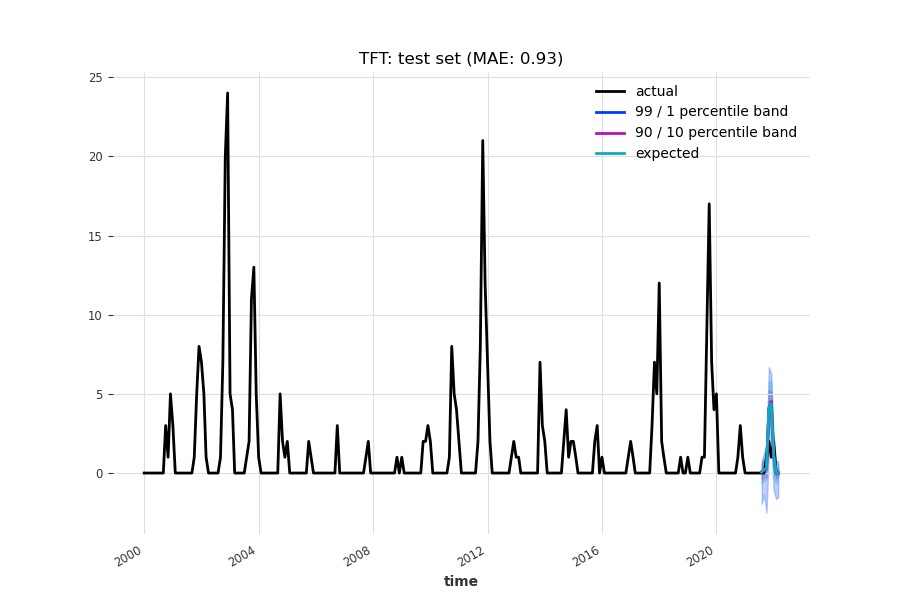 TFT: test set (MAE: 0.93)
25
20
15
10
5
0
actual
99 / 1 percentile band
90 / 10 percentile band
expected
2000
2004
2008
2012
2016
2020
time